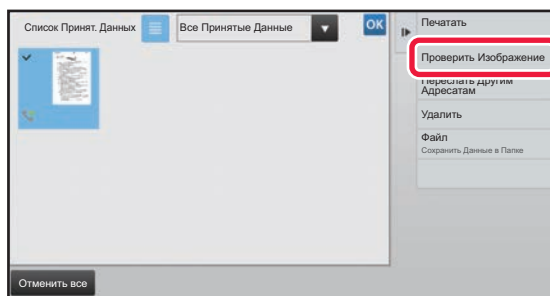 Список Принят. Данных
Все Принятые Данные
OK
Печатать
Проверить Изображение
Переслать Другим
Адресатам
Удалить
Файл
Сохранить Данные в Папке
Отменить все